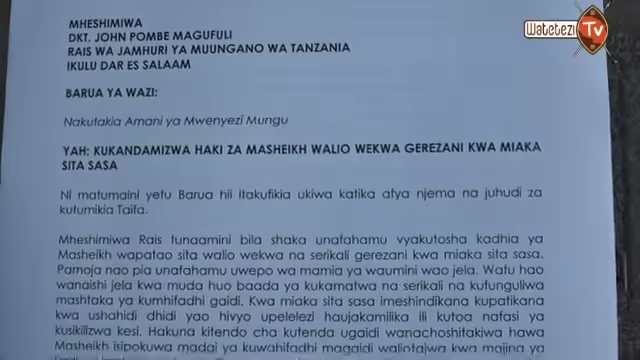 Watetezi Tv
MHESHIMIWA
DKT. JOHN POMBE MAGUFULI
RAIS WA JAMHURI YA MUUNGANO WA TANZANIA
IKULU DAR ES SALAAM
BARUA YA WAZI:
Nakutakia Amani ya Mwenyezi Mungu
YAH: KUKANDAMIZWA HAKI ZA MASHEIKH WALIO WEKWA GEREZANI KWA MIAKA
SITA SASA
Ni matumaini yetu Barua hii itakufikia ukiwa katika afya njema na juhudi za
kutumikia Taifa.
Mheshimiwa Rais tunaamini bila shaka unafahamu vyakutosha kadhia ya
Masheikh wapatao sita walio wekwa na serikali gerezani kwa miaka sita sasa.
Pamoja nao pia unafahamu uwepo wa mamia ya waumini wao jela. Watu hao
wanaishi jela kwa muda huo baada ya kukamatwa na serikali na kufunguliwa
mashtaka ya kumhifadhi gaidi. Kwa miaka sita sasa imeshindikana kupatikana
kwa ushahidi dhidi yao hivyo upelelezi haujakamilika ili kutoa nafasi ya
kusikilizwa kesi. Hakuna kitendo cha kutenda ugaidi wanachoshitakiwa hawa
Masheikh isipokuwa madai ya kuwahifadhi magaidi waliotajwa kwa majina ya